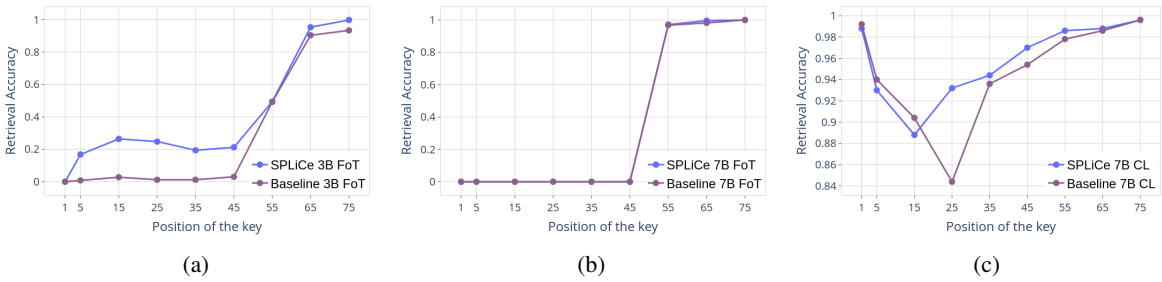 Retrieval Accuracy
1
0.8
0.6
0.4
0.2
0
SPLiCe 3B FoT
Baseline 3B FoT
1 5 15 25 35 45 55 65 75
Position of the key
(a)
Retrieval Accuracy
1
0.8
0.6
0.4
0.2
0
SPLiCe 7B FoT
Baseline 7B FoT
1 5 15 25 35 45 55 65 75
Position of the key
(b)
Retrieval Accuracy
1
0.98
0.96
0.94
0.92
0.9
0.88
0.86
0.84
SPLiCe 7B CL
Baseline 7B CL
1 5 15 25 35 45 55 65 75
Position of the key
(c)